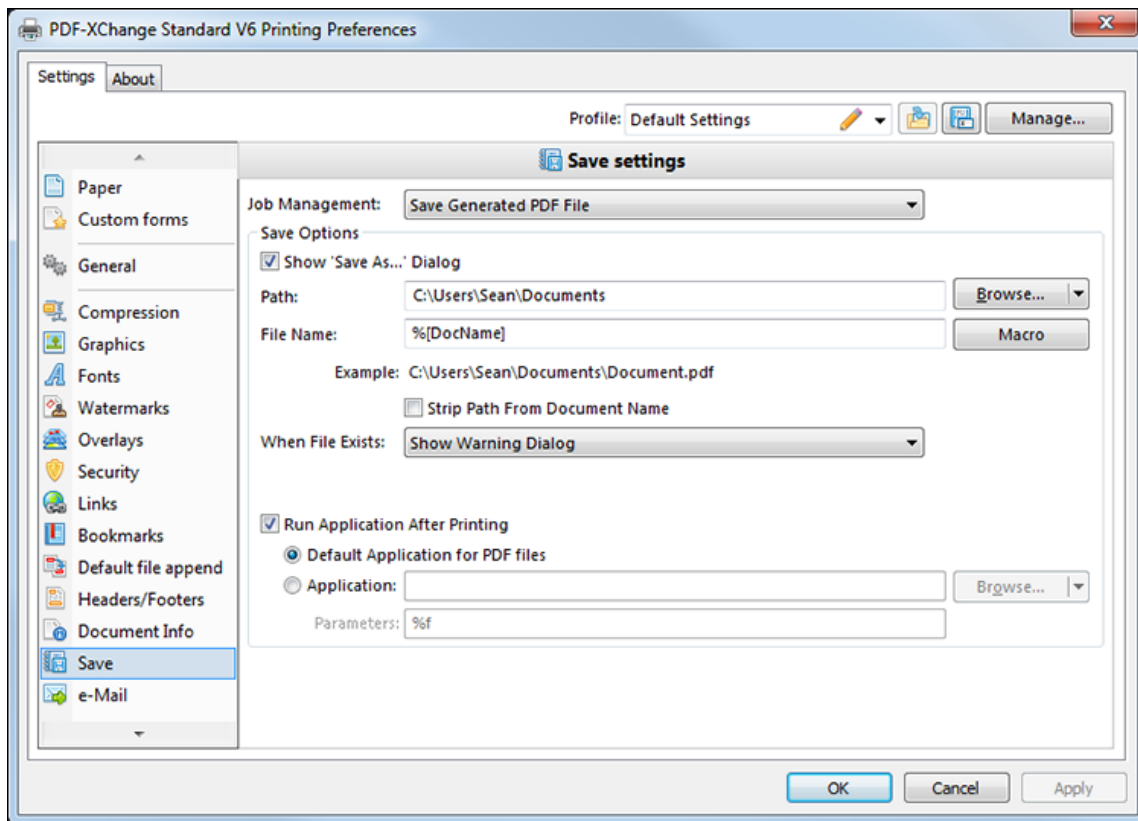 PDF-XChange Standard V6 Printing Preferences
Settings About
Profile: Default Settings Manage...
Save settings
Paper
Custom forms
General
Compression
Graphics
Fonts
Watermarks
Overlays
Security
Links
Bookmarks
Default file append
Headers/Footers
Document Info
Save
e-Mail
Job Management: Save Generated PDF File
Save Options
Show 'Save As...' Dialog
Path: C:\Users\Sean\Documents Browse...
File Name: %[DocName] Macro
Example: C:\Users\Sean\Documents\Document.pdf
Strip Path From Document Name
When File Exists: Show Warning Dialog
Run Application After Printing
Default Application for PDF files
Application: Browse...
Parameters: %f
OK Cancel Apply